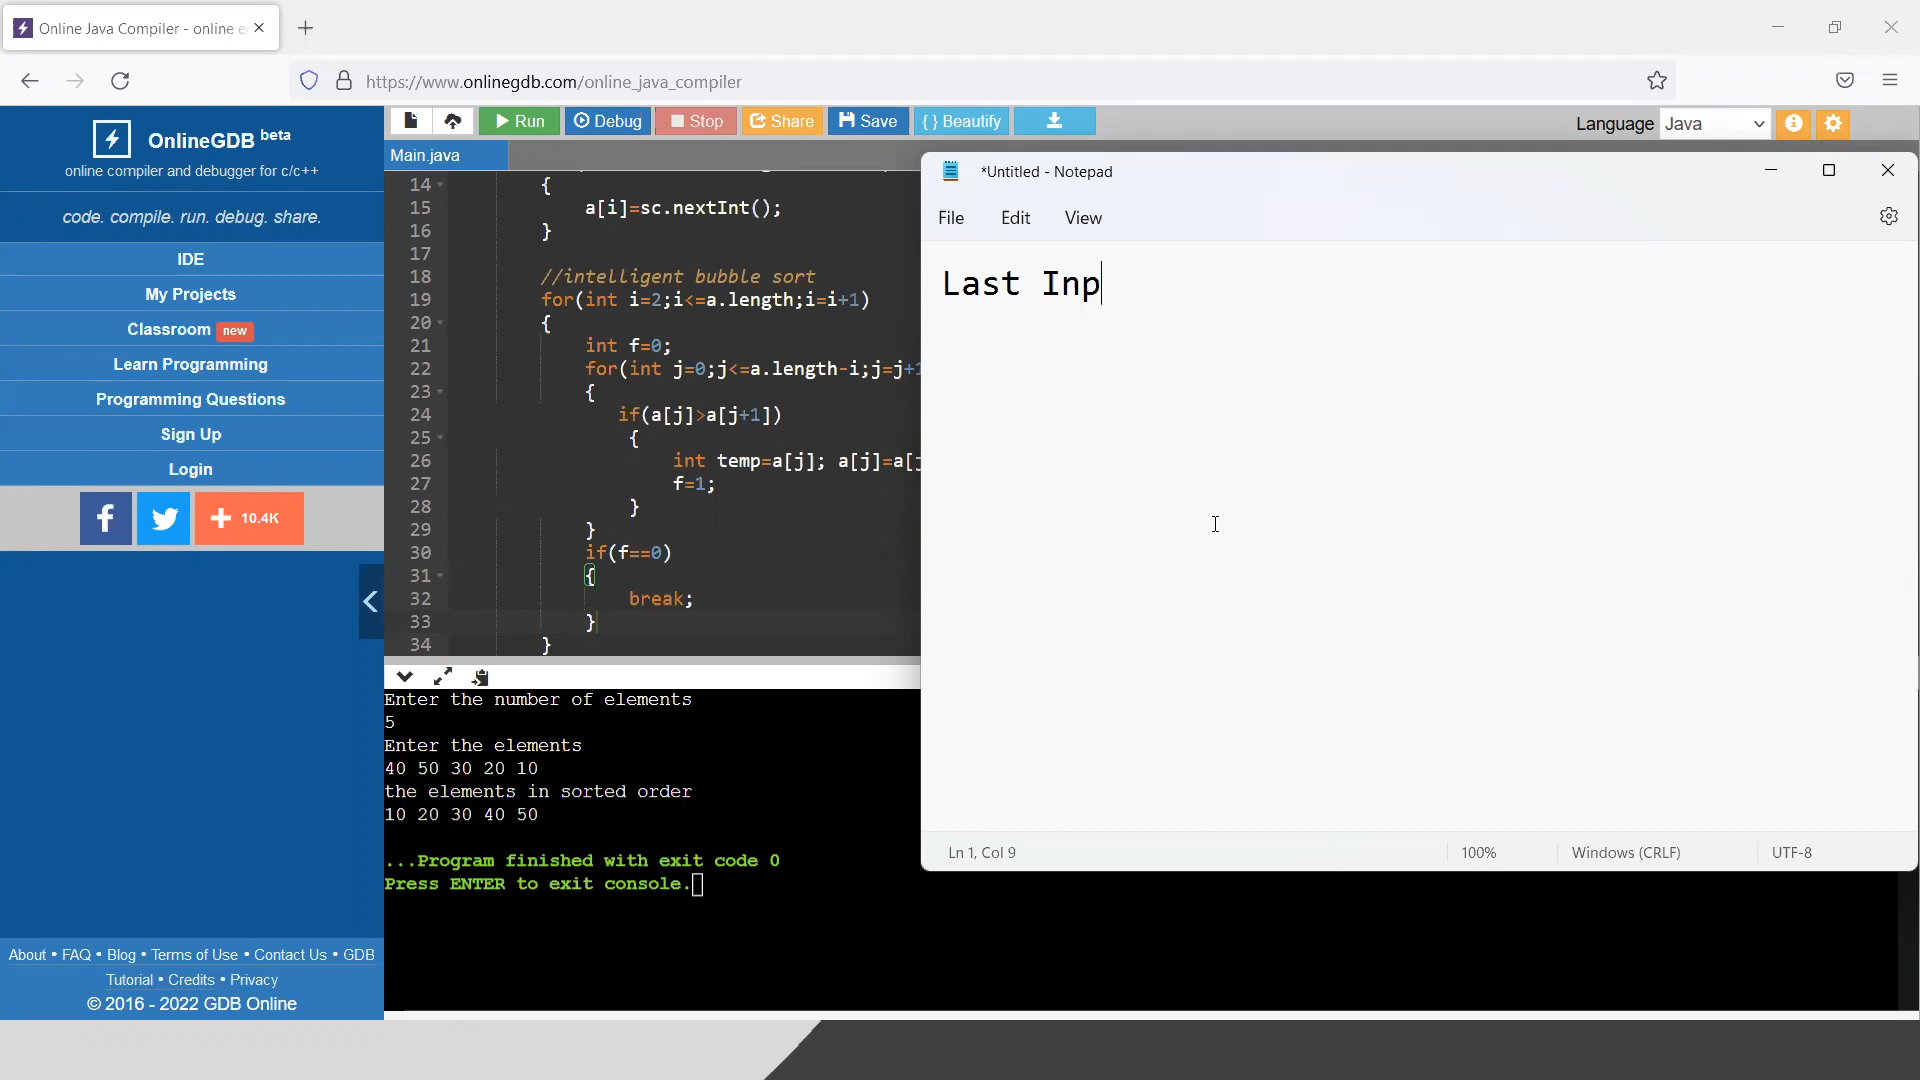 Online Java Compiler - online e
https://www.onlinegdb.com/online_java_compiler
OnlineGDB beta
online compiler and debugger for c/c++
code. compile. run. debug. share.
IDE
My Projects
Classroom new
Learn Programming
Programming Questions
Sign Up
Login
10.4K
About • FAQ • Blog • Terms of Use • Contact Us • GDB
Tutorial • Credits • Privacy
© 2016 - 2022 GDB Online
Run Debug Stop Share Save { } Beautify
Language Java
Main.java
14 {
15 a[i]=sc.nextInt();
16 }
17
18 //intelligent bubble sort
19 for(int i=2;i<=a.length;i=i+1)
20 {
21 int f=0;
22 for(int j=0;j<=a.length-i;j=j+1
23 {
24 if(a[j]>a[j+1])
25 {
26 int temp=a[j]; a[j]=a[j
27 f=1;
28 }
29 }
30 if(f==0)
31 {
32 break;
33 }
34 }
Enter the number of elements
5
Enter the elements
40 50 30 20 10
the elements in sorted order
10 20 30 40 50
...Program finished with exit code 0
Press ENTER to exit console.
*Untitled - Notepad
File Edit View
Last Inp
Ln 1, Col 9 100% Windows (CRLF) UTF-8